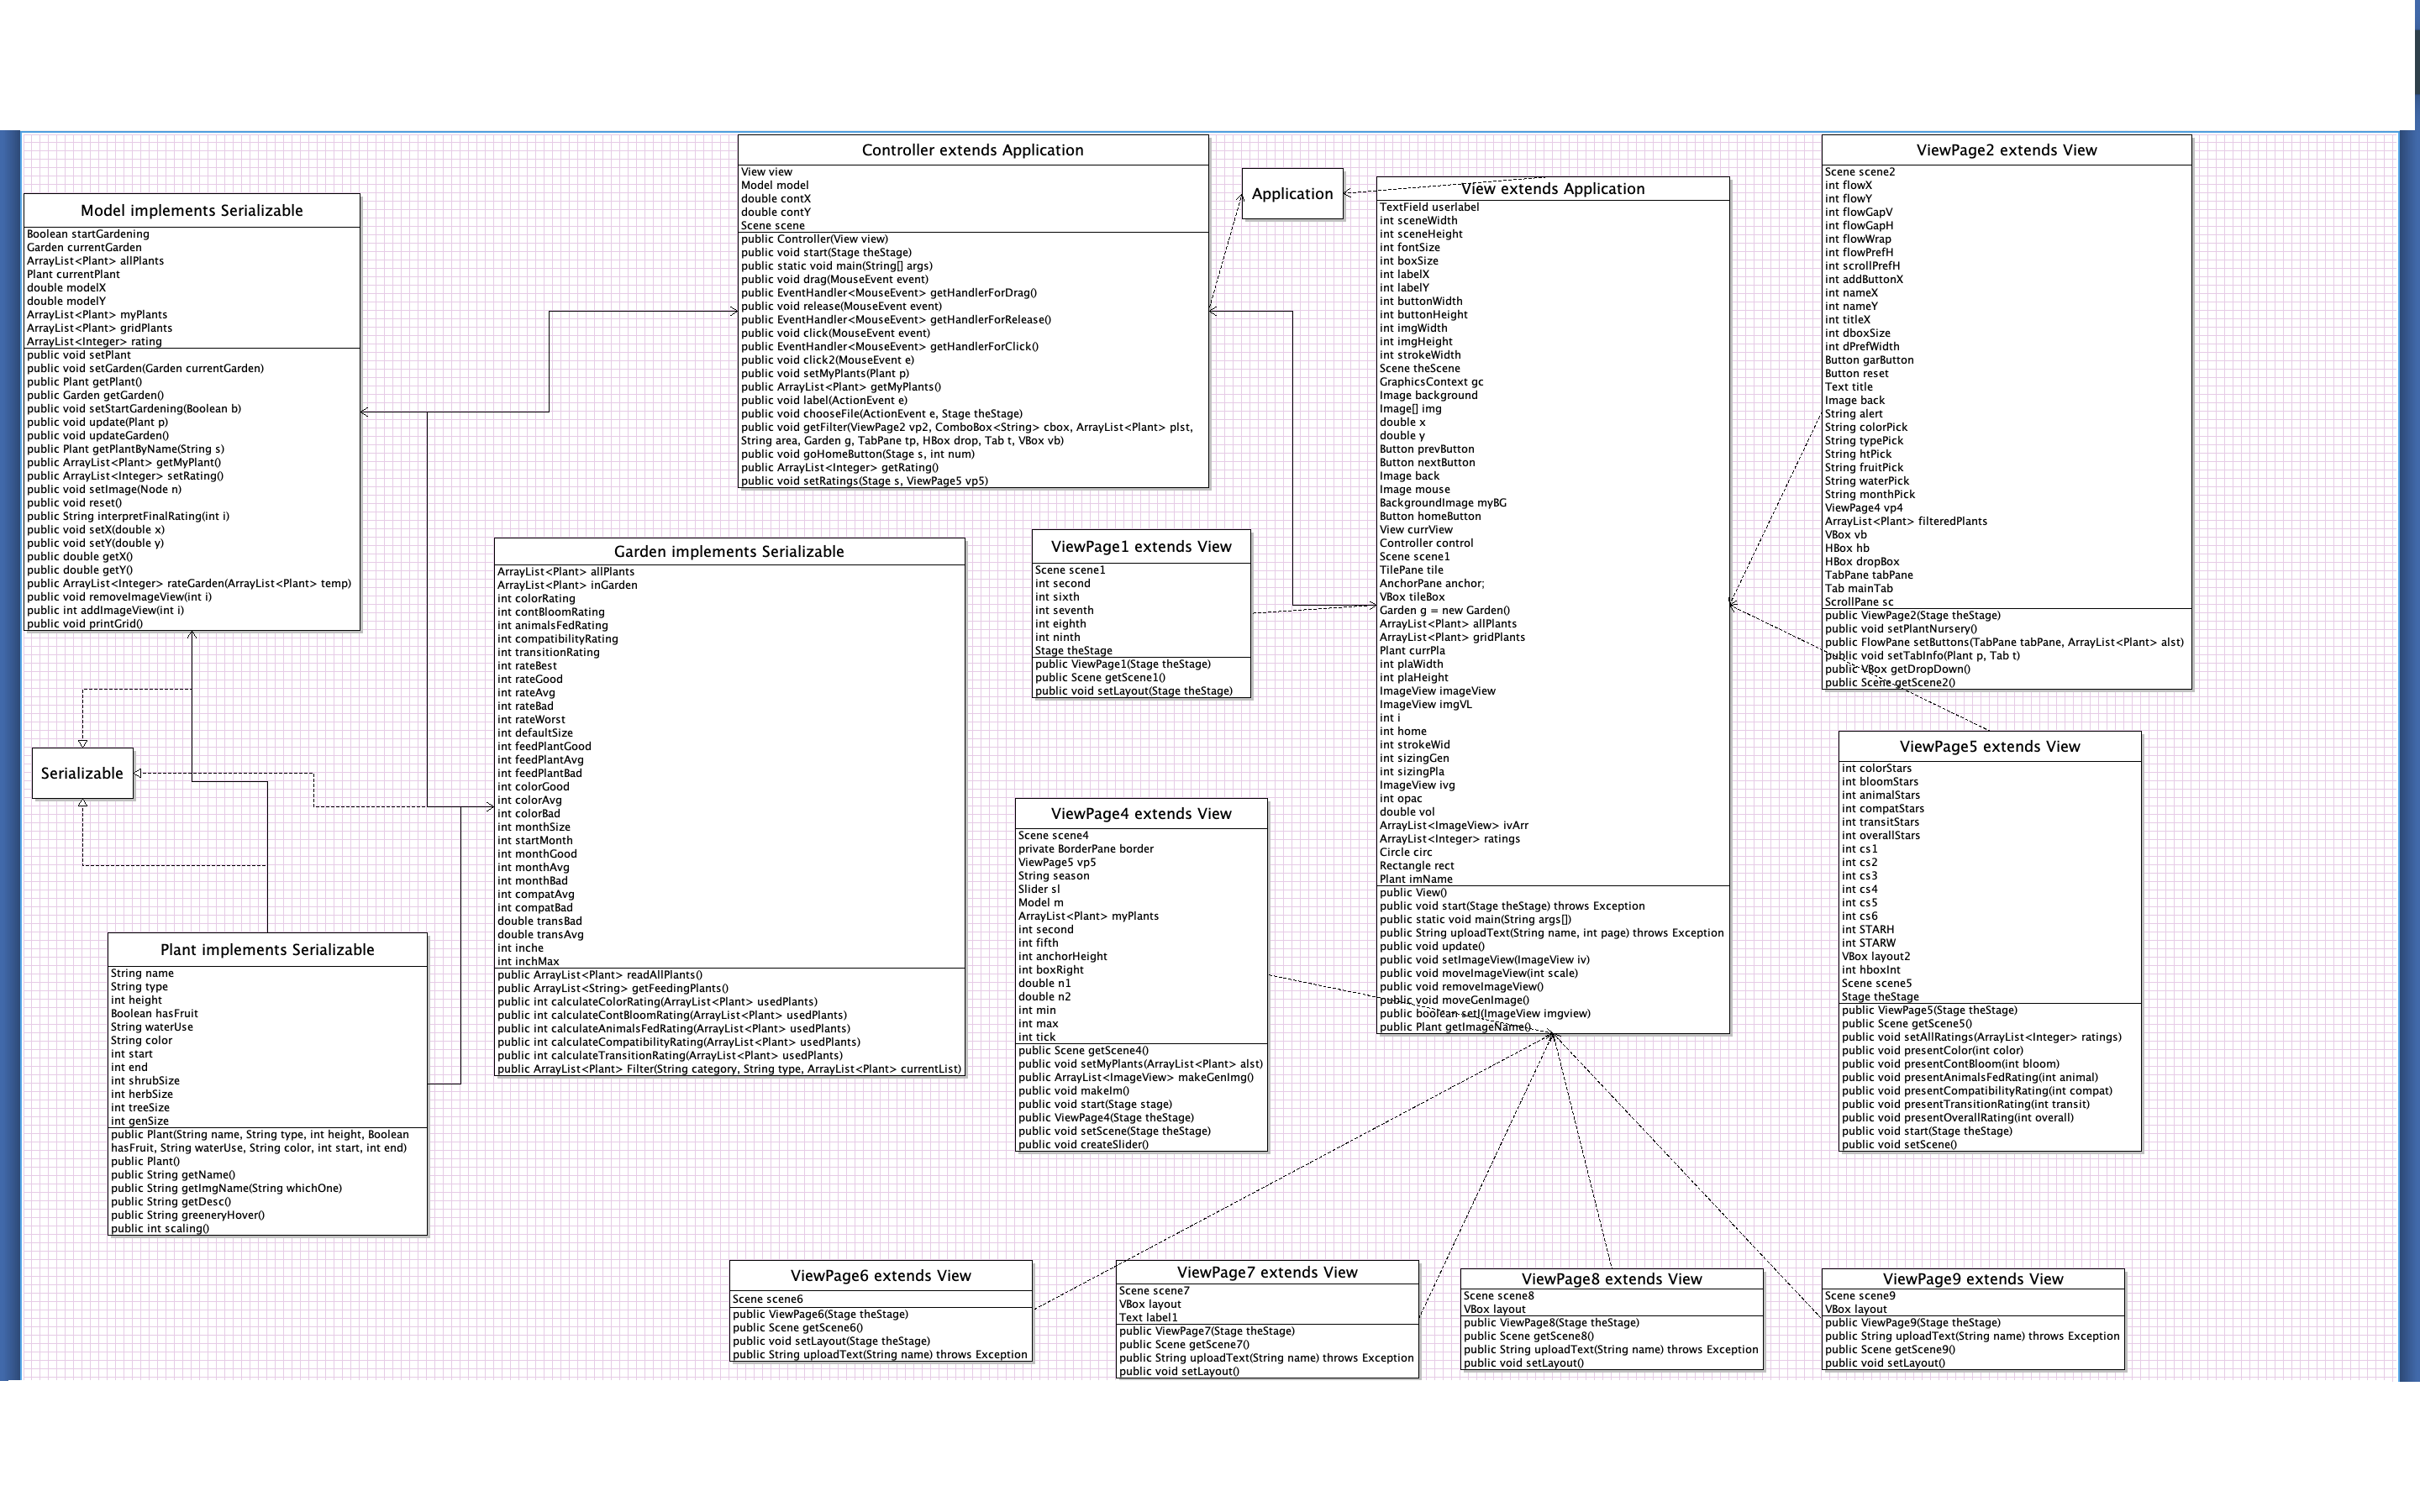 Model implements Serializable
Boolean startGardening
Garden currentGarden
ArrayList<Plant> allPlants
Plant currentPlant
double modelX
double modelY
ArrayList<Plant> myPlants
ArrayList<Plant> gridPlants
ArrayList<Integer> rating
public void setPlant
public void setGarden(Garden currentGarden)
public Plant getPlant()
public Garden getGarden()
public void setStartGardening(Boolean b)
public void update(Plant p)
public void updateGarden()
public Plant getPlantByName(String s)
public ArrayList<Plant> getMyPlant()
public ArrayList<Integer> setRating()
public void setImage(Node n)
public void reset()
public String interpretFinalRating(int i)
public void setX(double x)
public void setY(double y)
public double getX()
public double getY()
public ArrayList<Integer> rateGarden(ArrayList<Plant> temp)
public void removeImageView(int i)
public int addImageView(int i)
public void printGrid()
Serializable
Plant implements Serializable
String name
String type
int height
Boolean hasFruit
String waterUse
String color
int start
int end
int shrubSize
int herbSize
int treeSize
int genSize
public Plant(String name, String type, int height, Boolean
hasFruit, String waterUse, String color, int start, int end)
public Plant()
public String getName()
public String getImgName(String whichOne)
public String getDesc()
public String greeneryHover()
public int scaling()
Controller extends Application
View view
Model model
double contX
double contY
Scene scene
public Controller(View view)
public void start(Stage theStage)
public static void main(String[] args)
public void drag(MouseEvent event)
public EventHandler<MouseEvent> getHandlerForDrag()
public void release(MouseEvent event)
public EventHandler<MouseEvent> getHandlerForRelease()
public void click(MouseEvent event)
public EventHandler<MouseEvent> getHandlerForClick()
public void click2(MouseEvent e)
public void setMyPlants(Plant p)
public ArrayList<Plant> getMyPlants()
public void label(ActionEvent e)
public void chooseFile(ActionEvent e, Stage theStage)
public void getFilter(ViewPage2 vp2, ComboBox<String> cbox, ArrayList<Plant> plst,
String area, Garden g, TabPane tp, HBox drop, Tab t, VBox vb)
public void goHomeButton(Stage s, int num)
public ArrayList<Integer> getRating()
public void setRatings(Stage s, ViewPage5 vp5)
Garden implements Serializable
ArrayList<Plant> allPlants
ArrayList<Plant> inGarden
int colorRating
int contBloomRating
int animalsFedRating
int compatibilityRating
int transitionRating
int rateBest
int rateGood
int rateAvg
int rateBad
int rateWorst
int defaultSize
int feedPlantGood
int feedPlantAvg
int feedPlantBad
int colorGood
int colorAvg
int colorBad
int monthSize
int startMonth
int monthGood
int monthAvg
int monthBad
int compatAvg
int compatBad
double transBad
double transAvg
int inche
int inchMax
public ArrayList<Plant> readAllPlants()
public ArrayList<String> getFeedingPlants()
public int calculateColorRating(ArrayList<Plant> usedPlants)
public int calculateContBloomRating(ArrayList<Plant> usedPlants)
public int calculateAnimalsFedRating(ArrayList<Plant> usedPlants)
public int calculateCompatibilityRating(ArrayList<Plant> usedPlants)
public int calculateTransitionRating(ArrayList<Plant> usedPlants)
public ArrayList<Plant> Filter(String category, String type, ArrayList<Plant> currentList)
Application
ViewPage1 extends View
Scene scene1
int second
int sixth
int seventh
int eighth
int ninth
Stage theStage
public ViewPage1(Stage theStage)
public Scene getScene1()
public void setLayout(Stage theStage)
ViewPage4 extends View
Scene scene4
private BorderPane border
ViewPage5 vp5
String season
Slider sl
Model m
ArrayList<Plant> myPlants
int second
int fifth
int anchorHeight
int boxRight
double n1
double n2
int min
int max
int tick
public Scene getScene4()
public void setMyPlants(ArrayList<Plant> alst)
public ArrayList<ImageView> makeGenImg()
public void makeIm()
public void start(Stage stage)
public ViewPage4(Stage theStage)
public void setScene(Stage theStage)
public void createSlider()
View extends Application
TextField userlabel
int sceneWidth
int sceneHeight
int fontSize
int boxSize
int labelX
int labelY
int buttonWidth
int buttonHeight
int imgWidth
int imgHeight
int strokeWidth
Scene theScene
GraphicsContext gc
Image background
Image[] img
double x
double y
Button prevButton
Button nextButton
Image back
Image mouse
BackgroundImage myBG
Button homeButton
View currView
Controller control
Scene scene1
TilePane tile
AnchorPane anchor;
VBox tileBox
Garden g = new Garden()
ArrayList<Plant> allPlants
ArrayList<Plant> gridPlants
Plant currPla
int plaWidth
int plaHeight
ImageView imageView
ImageView imgVL
int i
int home
int strokeWid
int sizingGen
int sizingPla
ImageView ivg
int opac
double vol
ArrayList<ImageView> ivArr
ArrayList<Integer> ratings
Circle circ
Rectangle rect
Plant imName
public View()
public void start(Stage theStage) throws Exception
public static void main(String args[])
public String uploadText(String name, int page) throws Exception
public void update()
public void setImageView(ImageView iv)
public void moveImageView(int scale)
public void removeImageView()
public void moveGenImage()
public boolean setI(ImageView imgview)
public Plant getImageName()
ViewPage2 extends View
Scene scene2
int flowX
int flowY
int flowGapV
int flowGapH
int flowWrap
int flowPrefH
int scrollPrefH
int addButtonX
int nameX
int nameY
int titleX
int dboxSize
int dPrefWidth
Button garButton
Button reset
Text title
Image back
String alert
String colorPick
String typePick
String htPick
String fruitPick
String waterPick
String monthPick
ViewPage4 vp4
ArrayList<Plant> filteredPlants
VBox vb
HBox hb
HBox dropBox
TabPane tabPane
Tab mainTab
ScrollPane sc
public ViewPage2(Stage theStage)
public void setPlantNursery()
public FlowPane setButtons(TabPane tabPane, ArrayList<Plant> alst)
public void setTabInfo(Plant p, Tab t)
public VBox getDropDown()
public Scene getScene2()
ViewPage5 extends View
int colorStars
int bloomStars
int animalStars
int compatStars
int transitStars
int overallStars
int cs1
int cs2
int cs3
int cs4
int cs5
int cs6
int STARH
int STARW
VBox layout2
int hboxInt
Scene scene5
Stage theStage
public ViewPage5(Stage theStage)
public Scene getScene5()
public void setAllRatings(ArrayList<Integer> ratings)
public void presentColor(int color)
public void presentContBloom(int bloom)
public void presentAnimalsFedRating(int animal)
public void presentCompatibilityRating(int compat)
public void presentTransitionRating(int transit)
public void presentOverallRating(int overall)
public void start(Stage theStage)
public void setScene()
ViewPage6 extends View
Scene scene6
public ViewPage6(Stage theStage)
public Scene getScene6()
public void setLayout(Stage theStage)
public String uploadText(String name) throws Exception
ViewPage7 extends View
Scene scene7
VBox layout
Text label1
public ViewPage7(Stage theStage)
public Scene getScene7()
public String uploadText(String name) throws Exception
public void setLayout()
ViewPage8 extends View
Scene scene8
VBox layout
public ViewPage8(Stage theStage)
public Scene getScene8()
public String uploadText(String name) throws Exception
public void setLayout()
ViewPage9 extends View
Scene scene9
VBox layout
public ViewPage9(Stage theStage)
public String uploadText(String name) throws Exception
public Scene getScene9()
public void setLayout()